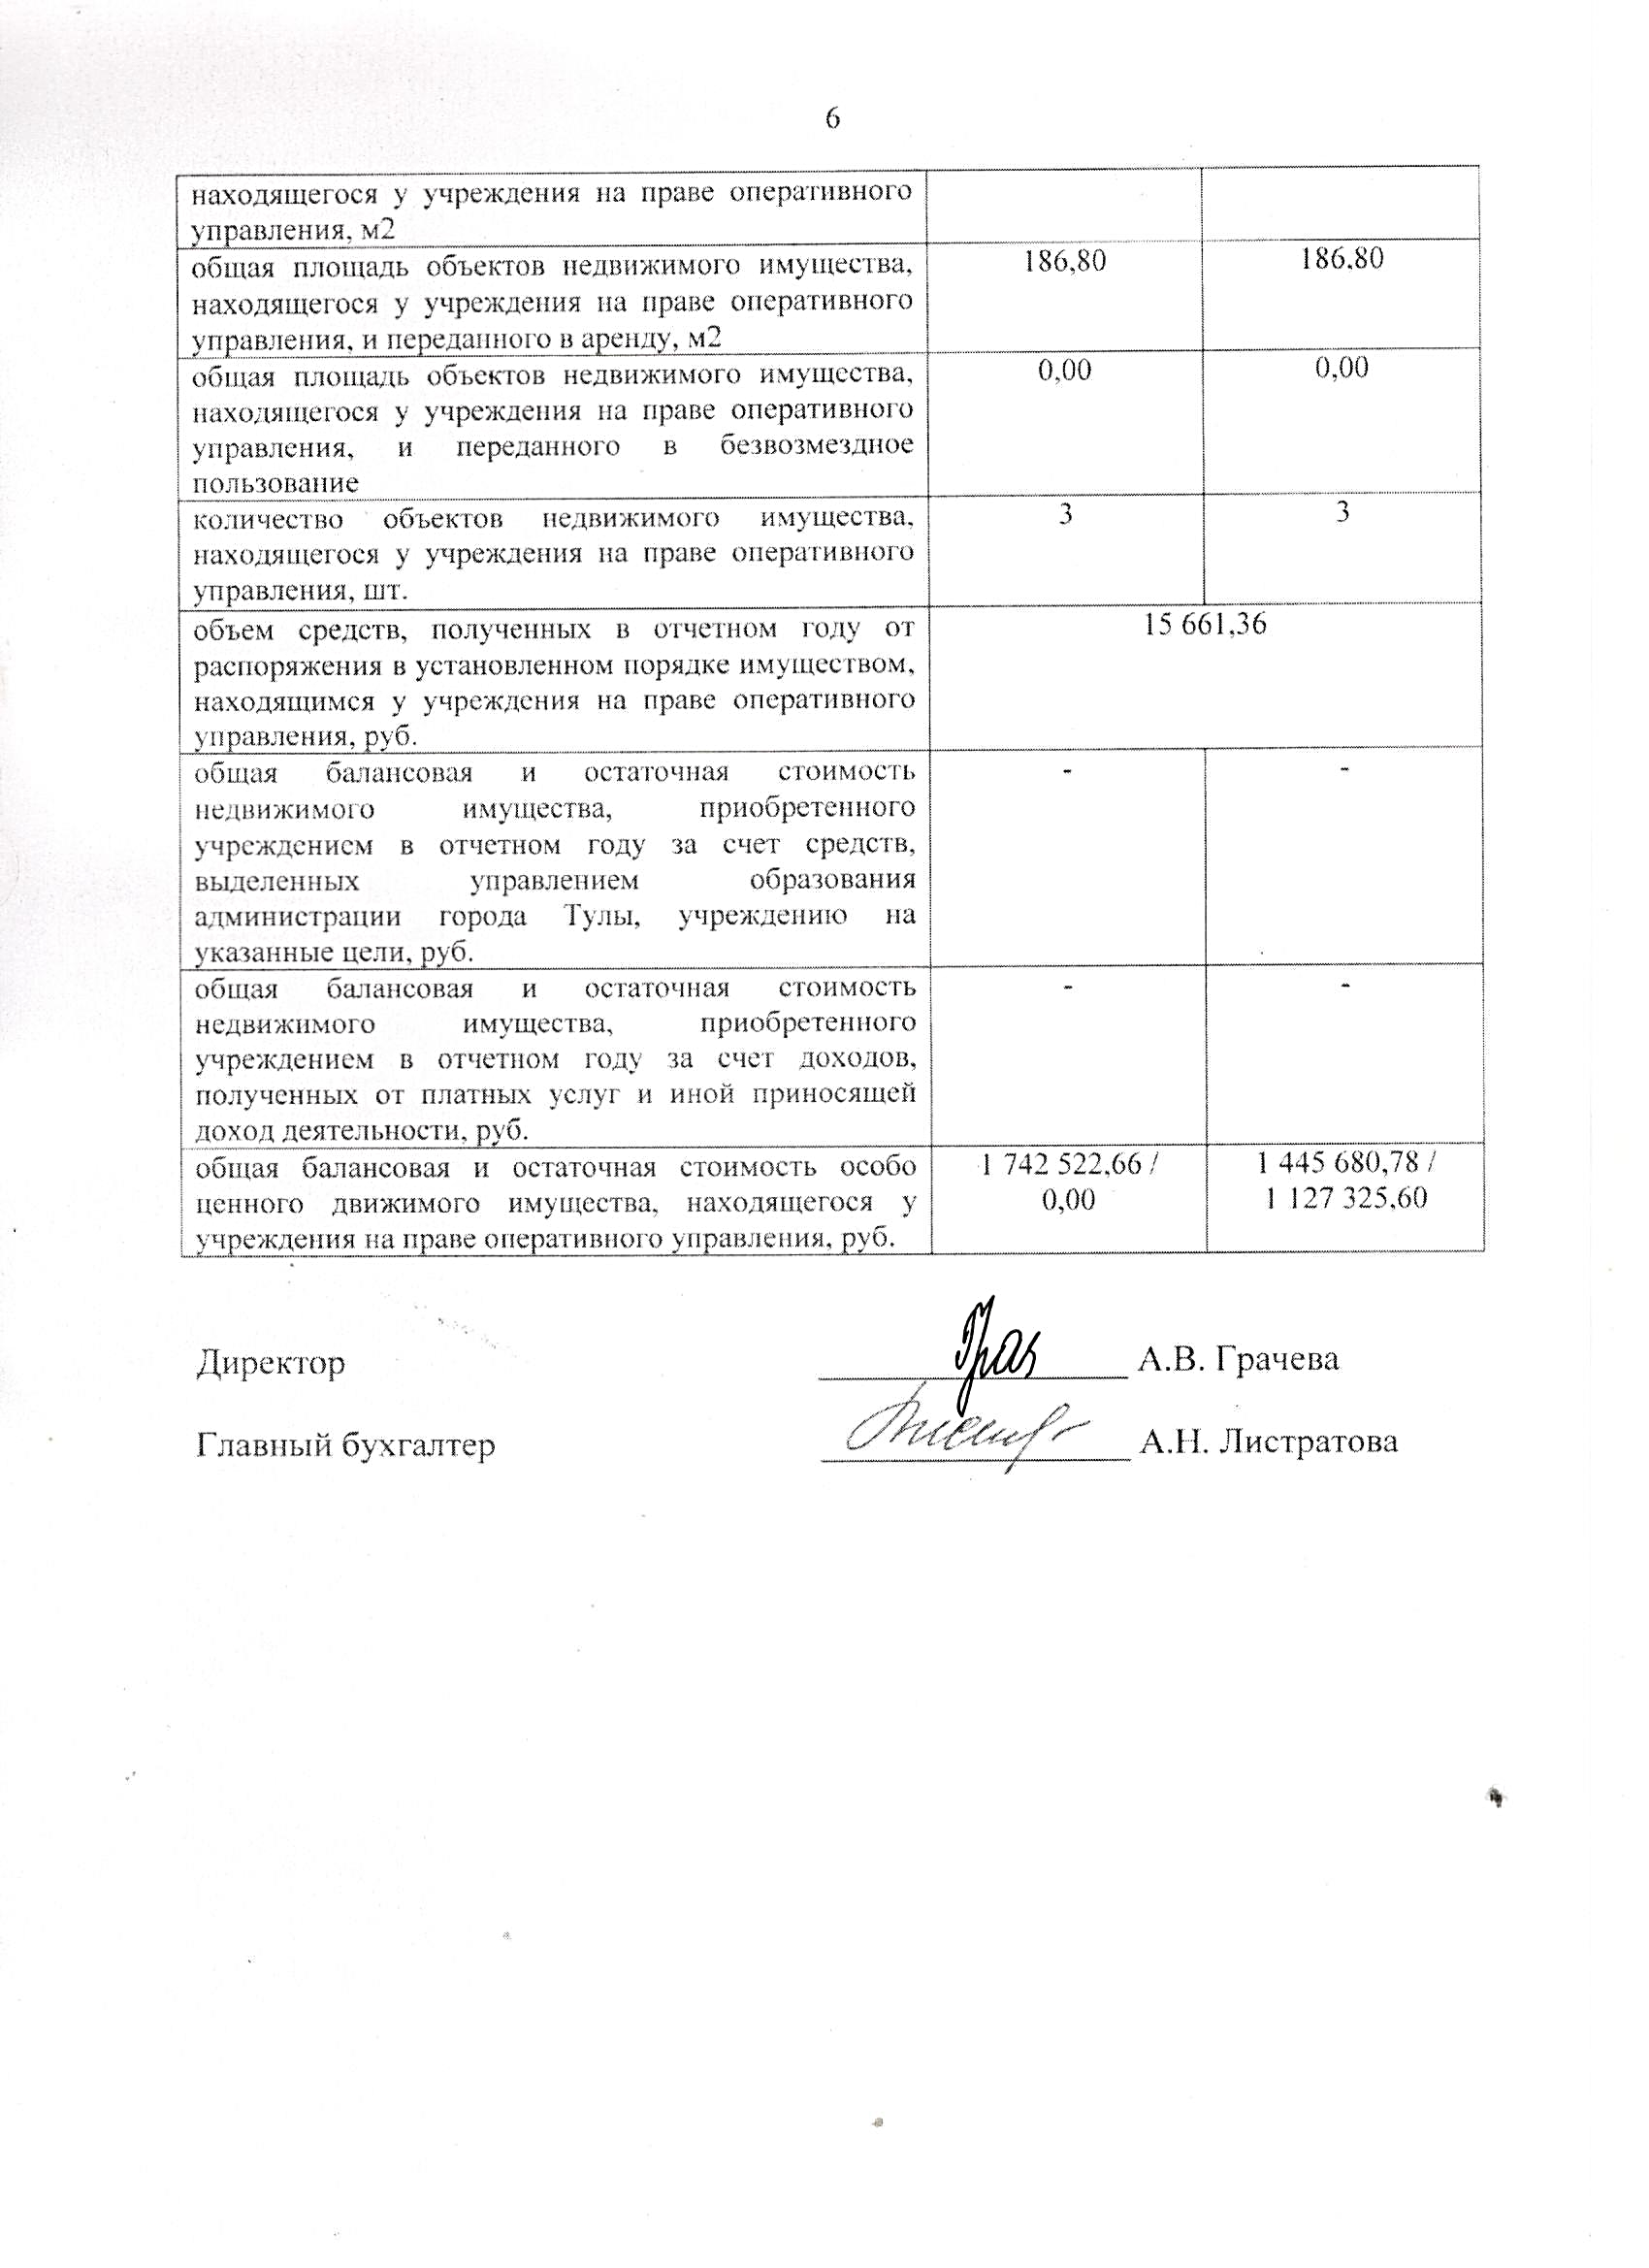 6
находящегося у учреждения на праве оперативного
управления, м2
общая площадь объектов недвижимого имущества,
находящегося у учреждения на праве оперативного
управления, и переданного в аренду, м2
186,80
186,80
общая площадь объектов недвижимого имущества,
находящегося у учреждения на праве оперативного
управления, и переданного в безвозмездное
пользование
0,00
0,00
количество объектов недвижимого имущества,
находящегося у учреждения на праве оперативного
управления, шт.
3
3
объем средств, полученных в отчетном году от
распоряжения в установленном порядке имуществом,
находящимся у учреждения на праве оперативного
управления, руб.
15 661,36
общая балансовая и остаточная стоимость
недвижимого имущества, приобретенного
учреждением в отчетном году за счет средств,
выделенных управлением образования
администрации города Тулы, учреждению на
указанные цели, руб.
-
-
общая балансовая и остаточная стоимость
недвижимого имущества, приобретенного
учреждением в отчетном году за счет доходов,
полученных от платных услуг и иной приносящей
доход деятельности, руб.
-
-
общая балансовая и остаточная стоимость особо
ценного движимого имущества, находящегося у
учреждения на праве оперативного управления, руб.
1 742 522,66 /
0,00
1 445 680,78 /
1 127 325,60
Директор А.В. Грачева
Главный бухгалтер А.Н. Листратова